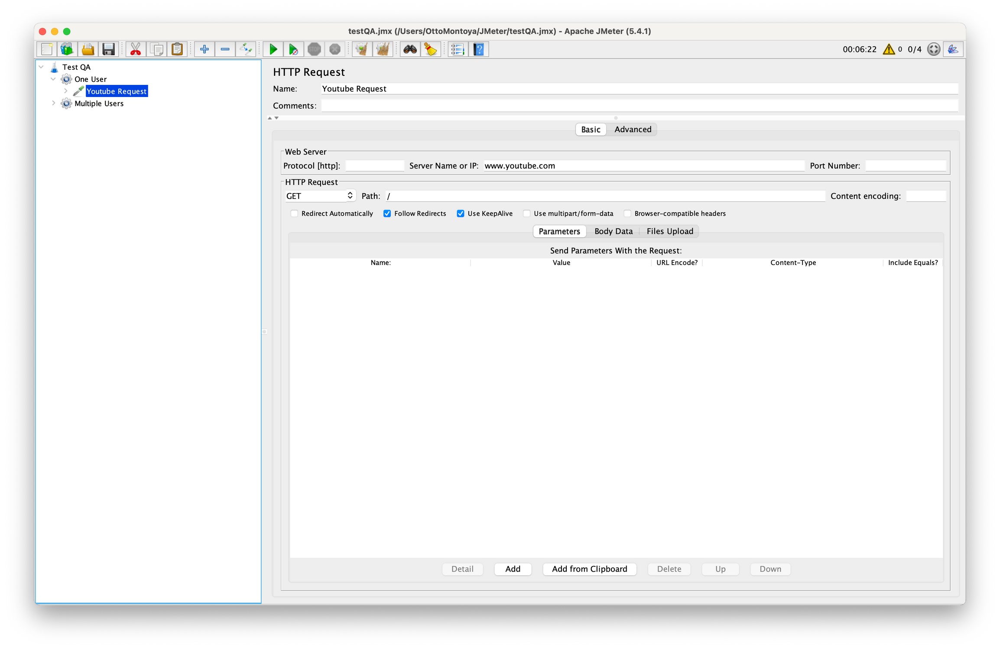 testQA.jmx (/Users/OttoMontoya/JMeter/testQA.jmx) - Apache JMeter (5.4.1)
STOP
?
00:06:22 0 0/4
Test QA
One User
Youtube Request
Multiple Users
HTTP Request
Name: Youtube Request
Comments:
Basic Advanced
Web Server
Protocol [http]: Server Name or IP: www.youtube.com Port Number:
HTTP Request
GET Path: / Content encoding:
Redirect Automatically Follow Redirects Use KeepAlive Use multipart/form-data Browser-compatible headers
Parameters Body Data Files Upload
Send Parameters With the Request:
Name: Value URL Encode? Content-Type Include Equals?
Detail Add Add from Clipboard Delete Up Down